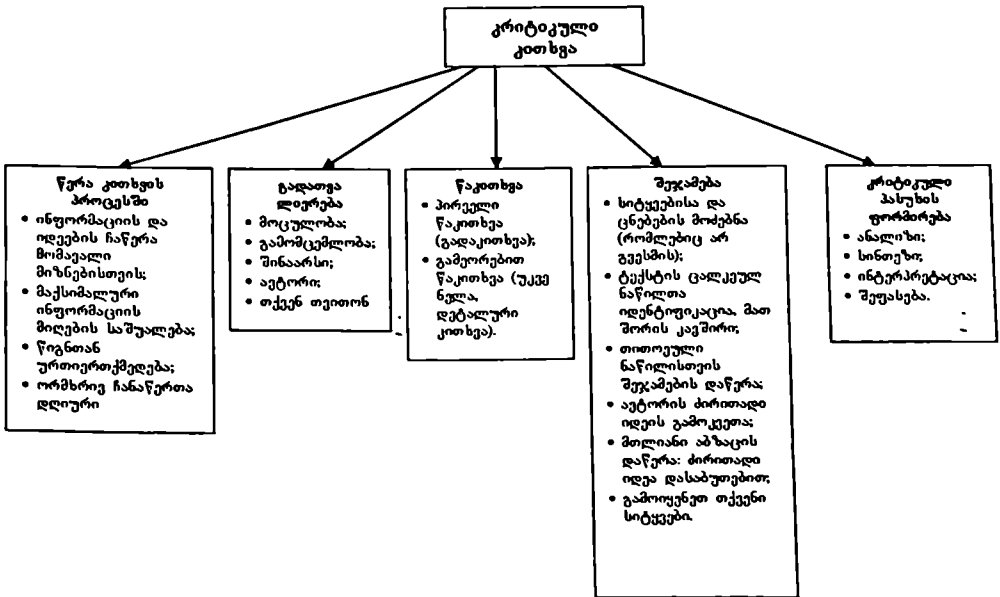 კრიტიკული
კითხვა
წერა კითხვის
პროცესში
• ინფორმაციის და
იდეების ჩაწერა
მომავალი
მიზნებისთვის;
• მაქსიმალური
ინფორმაციის
მიღების საშუალება;
• წიგნთან
ურთიერთქმედება;
• ორმხრივ ჩანაწერთა
დღიური
გადათვა
ლიერება
• მოცულობა;
• გამომცემლობა;
• შინაარსი;
• ავტორი;
• თქვენ თვითონ
წაკითხვა
• პირველი
წაკითხვა
(გადაკითხვა);
• გამეორებით
წაკითხვა (უკვე
ნელა,
დეტალური
კითხვა).
შეჯამება
• სიტყვებისა და
ცნებების მოძებნა
(რომლებიც არ
გვესმის);
• ტექსტის ცალკეულ
ნაწილთა
იდენტიფიკაცია, მათ
შორის კავშირი;
• თითოეული
ნაწილისთვის
შეჯამების დაწერა;
• ავტორის ძირითადი
იდეის გამოკვეთა;
• მთლიანი აბზაცის
დაწერა: ძირითადი
იდეა დასაბუთებით;
• გამოიყენეთ თქვენი
სიტყვები.
კრიტიკული
პასუხის
ფორმირება
• ანალიზი;
• სინთეზი;
• ინტერპრეტაცია;
• შეფასება.